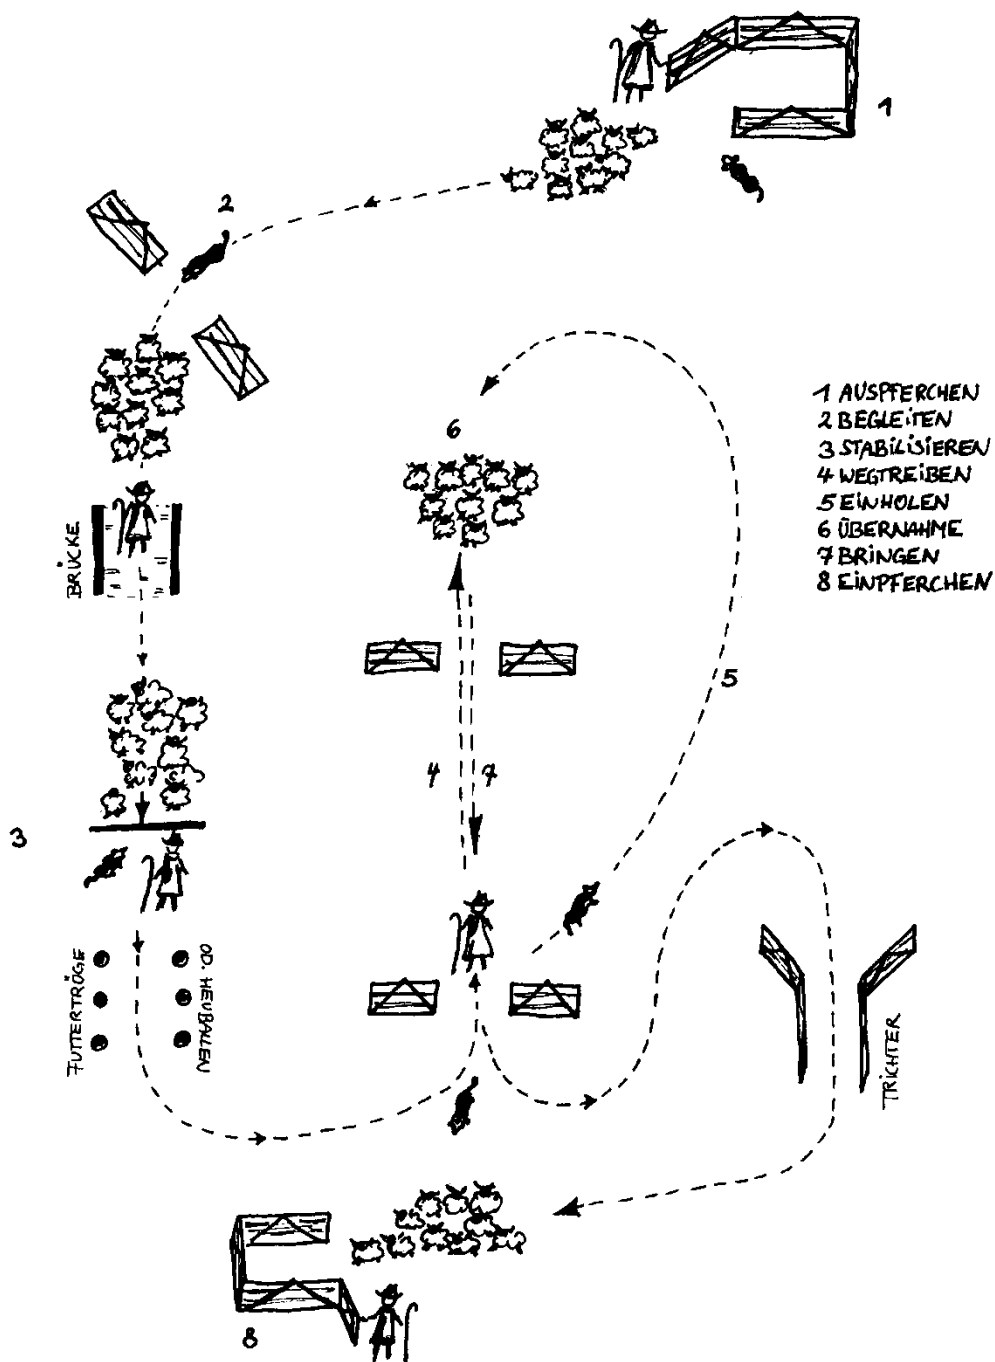 1
2
1 AUSPFERCHEN
2 BEGLEITEN
3 STABILISIEREN
4 WEGTREIBEN
5 EINHOLEN
6 ÜBERNAHME
7 BRINGEN
8 EINPFERCHEN
6
BRÜCKE
5
4
7
3
FUTTERTRÖGE
OD. HEUBALLEN
TRICHTER
8